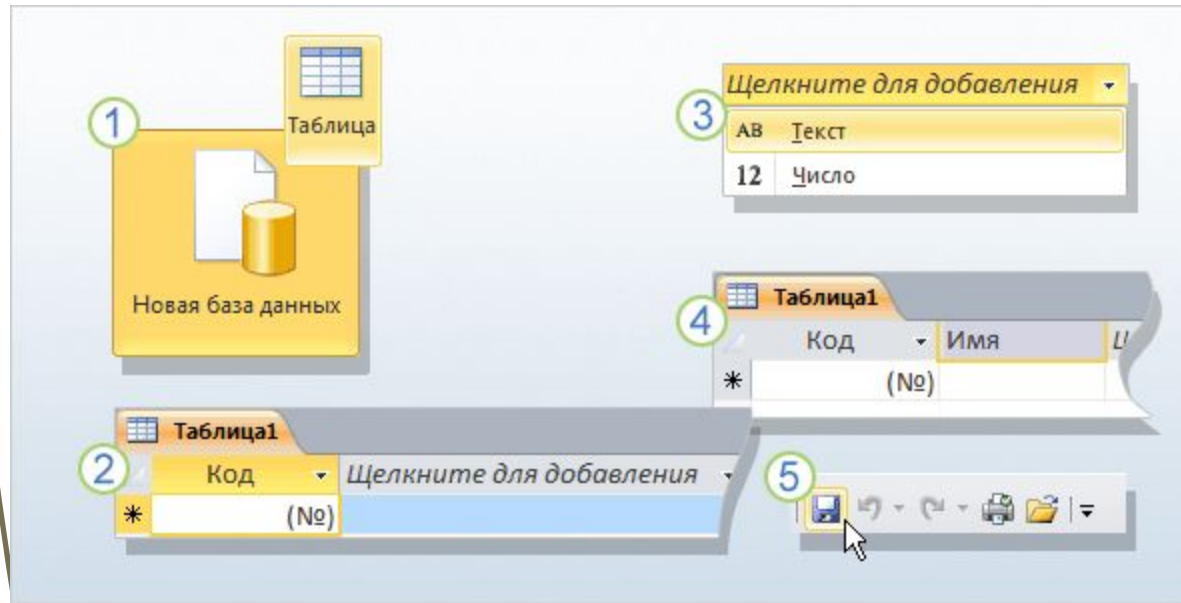 1
Таблица
Новая база данных
2
Таблица1
Код Щелкните для добавления
(№)
3
Щелкните для добавления
AB Текст
12 Число
4
Таблица1
Код Имя
(№)
5